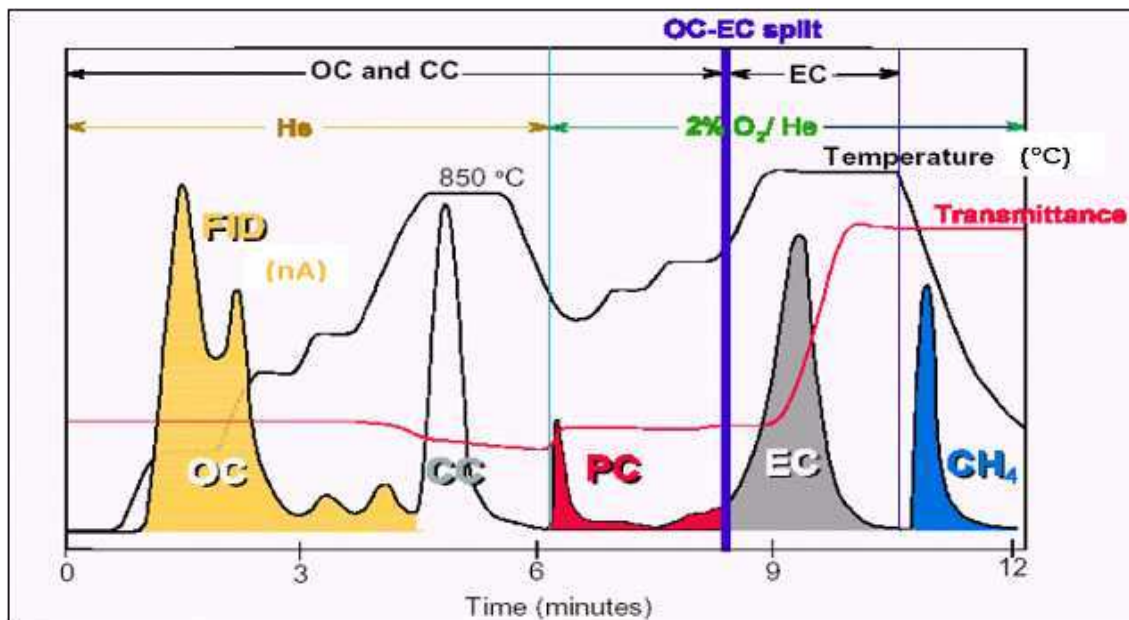 OC-EC split
OC and CC
EC
He
2% O₂/ He
Temperature (°C)
850 °C
Transmittance
FID
(nA)
OC
CC
PC
EC
CH₄
0 3 6 9 12
Time (minutes)